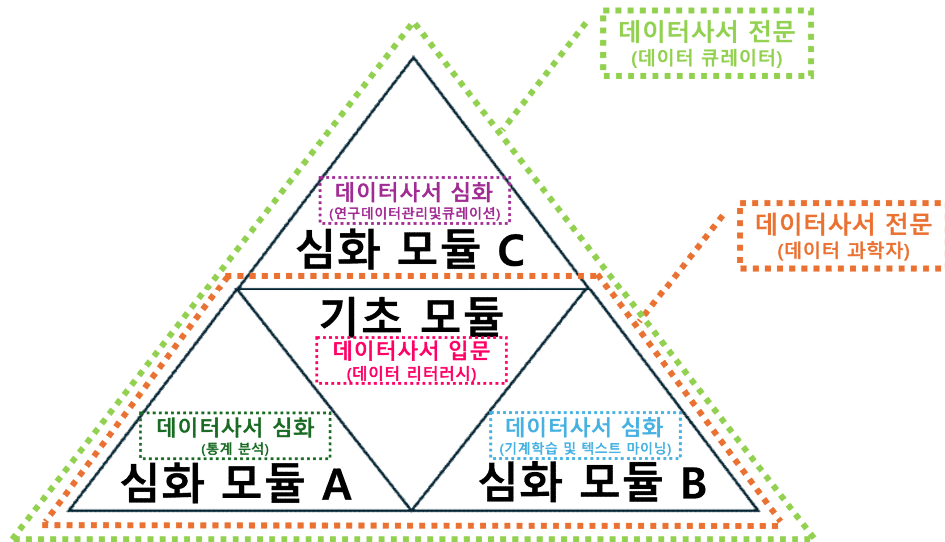 데이터사서 전문
(데이터 큐레이터)
데이터사서 심화
(연구데이터관리및큐레이션)
심화 모듈 C
데이터사서 전문
(데이터 과학자)
기초 모듈
데이터사서 입문
(데이터 리터러시)
데이터사서 심화
(통계 분석)
심화 모듈 A
데이터사서 심화
(기계학습 및 텍스트 마이닝)
심화 모듈 B